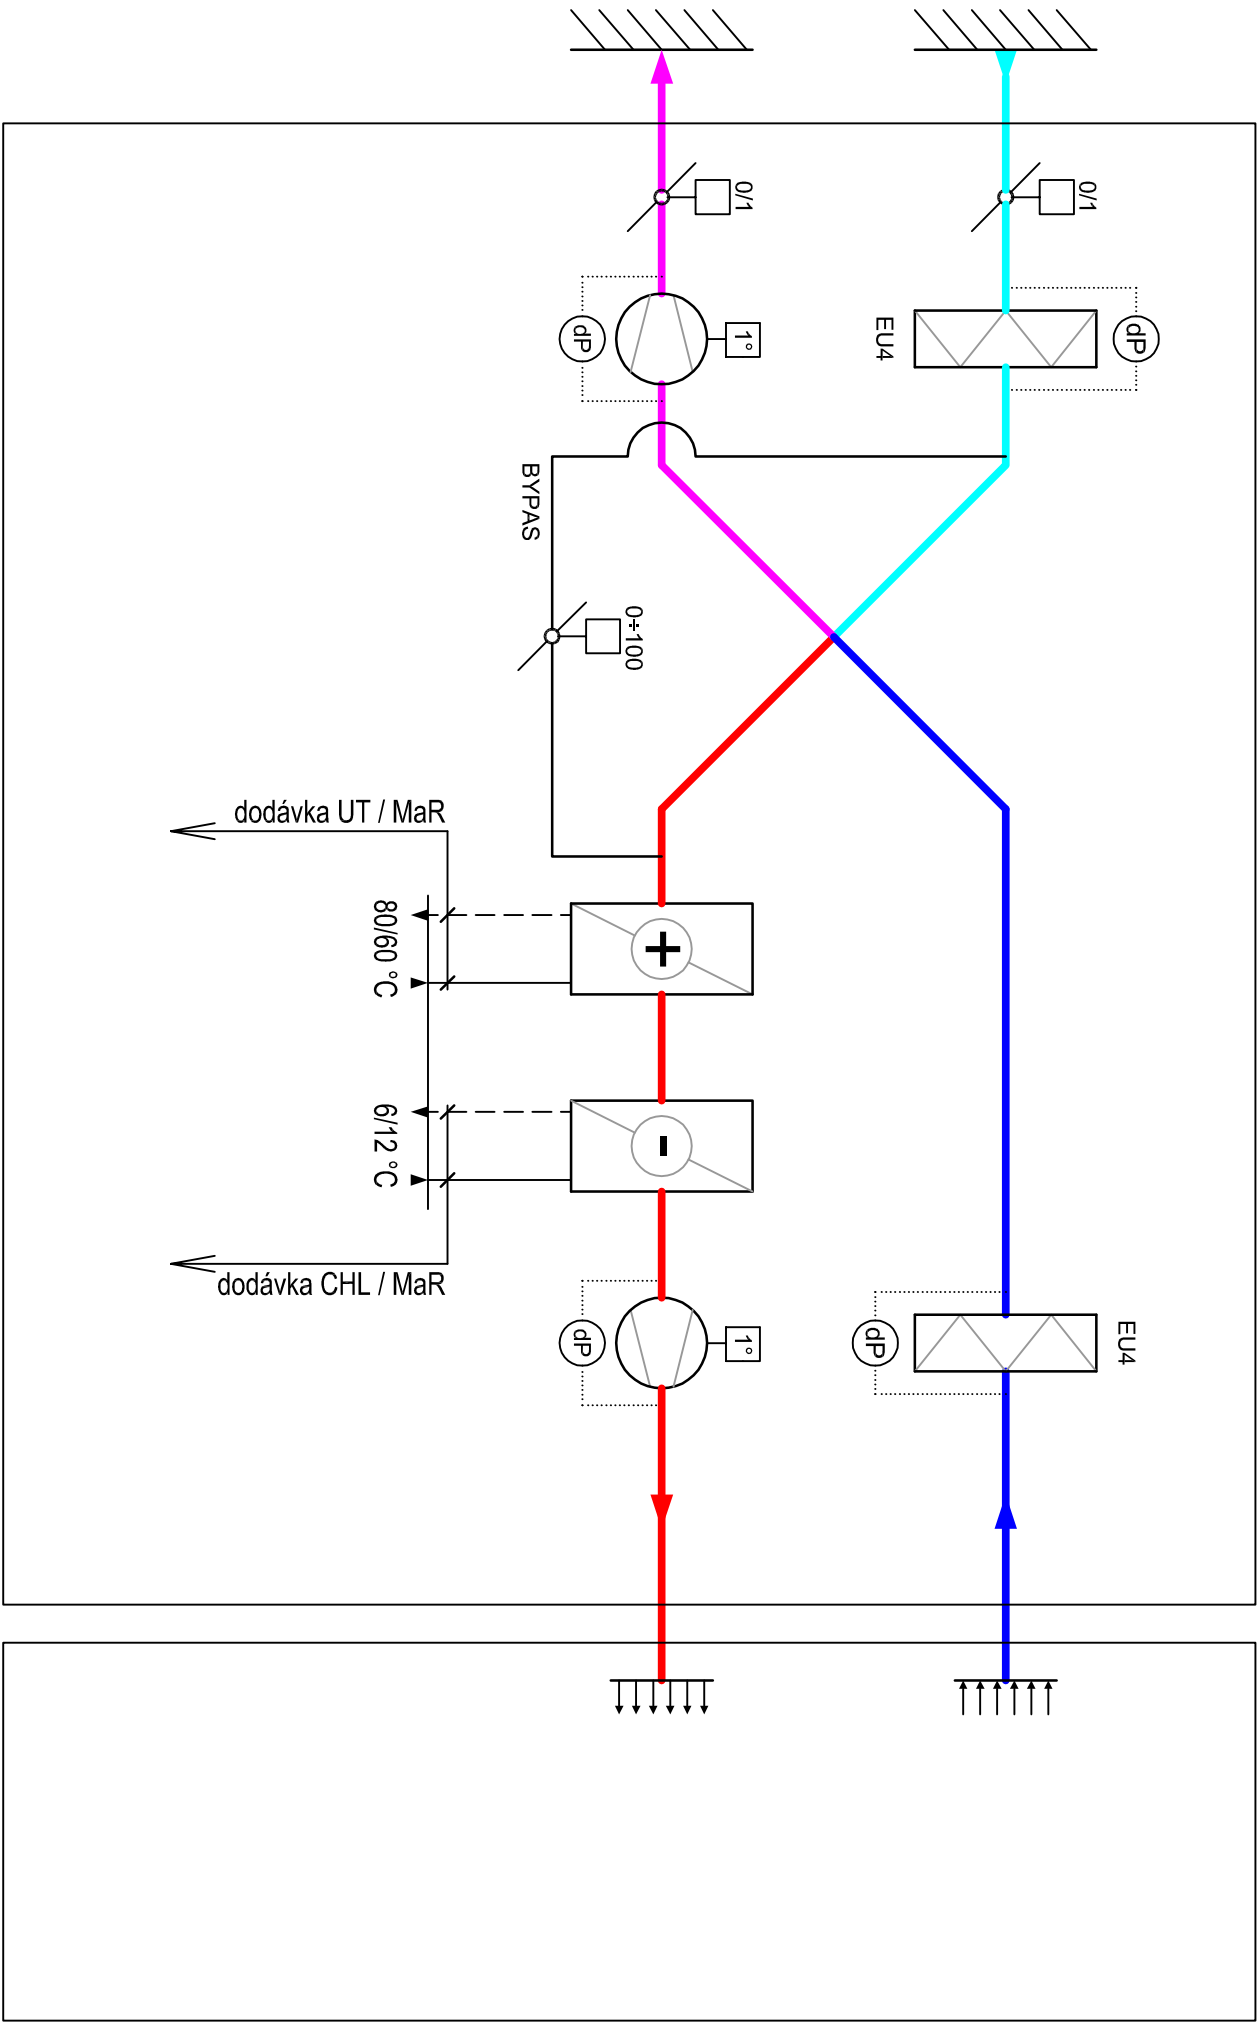 0/1
0/1
dP
1°
EU4
dP
BYPAS
0÷100
dodávka UT / MaR
80/60 °C
+
6/12 °C
-
dodávka CHL / MaR
dP
1°
dP
EU4